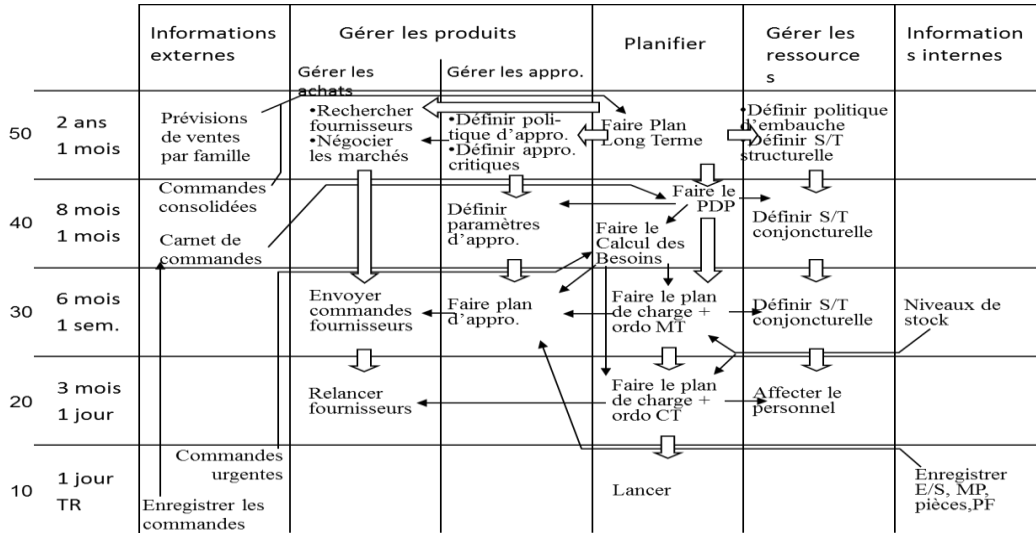 Informations
externes
Gérer les produits
Planifier
Gérer les
ressource
s
Information
s internes
Gérer les
achats
Gérer les appro.
50
2 ans
1 mois
Prévisions
de ventes
par famille
•Rechercher
fournisseurs
•Négocier
les marchés
•Définir poli-
tique d’appro.
•Définir appro.
critiques
Faire Plan
Long Terme
•Définir politique
d’embauche
Définir S/T
structurelle
40
8 mois
1 mois
Commandes
consolidées
Carnet de
commandes
Définir
paramètres
d’appro.
Faire le
PDP
Faire le
Calcul des
Besoins
Définir S/T
conjoncturelle
30
6 mois
1 sem.
Envoyer
commandes
fournisseurs
Faire plan
d’appro.
Faire le plan
de charge +
ordo MT
Définir S/T
conjoncturelle
Niveaux de
stock
20
3 mois
1 jour
Relancer
fournisseurs
Faire le plan
de charge +
ordo CT
Affecter le
personnel
10
1 jour
TR
Commandes
urgentes
Enregistrer les
commandes
Lancer
Enregistrer
E/S, MP,
pièces,PF